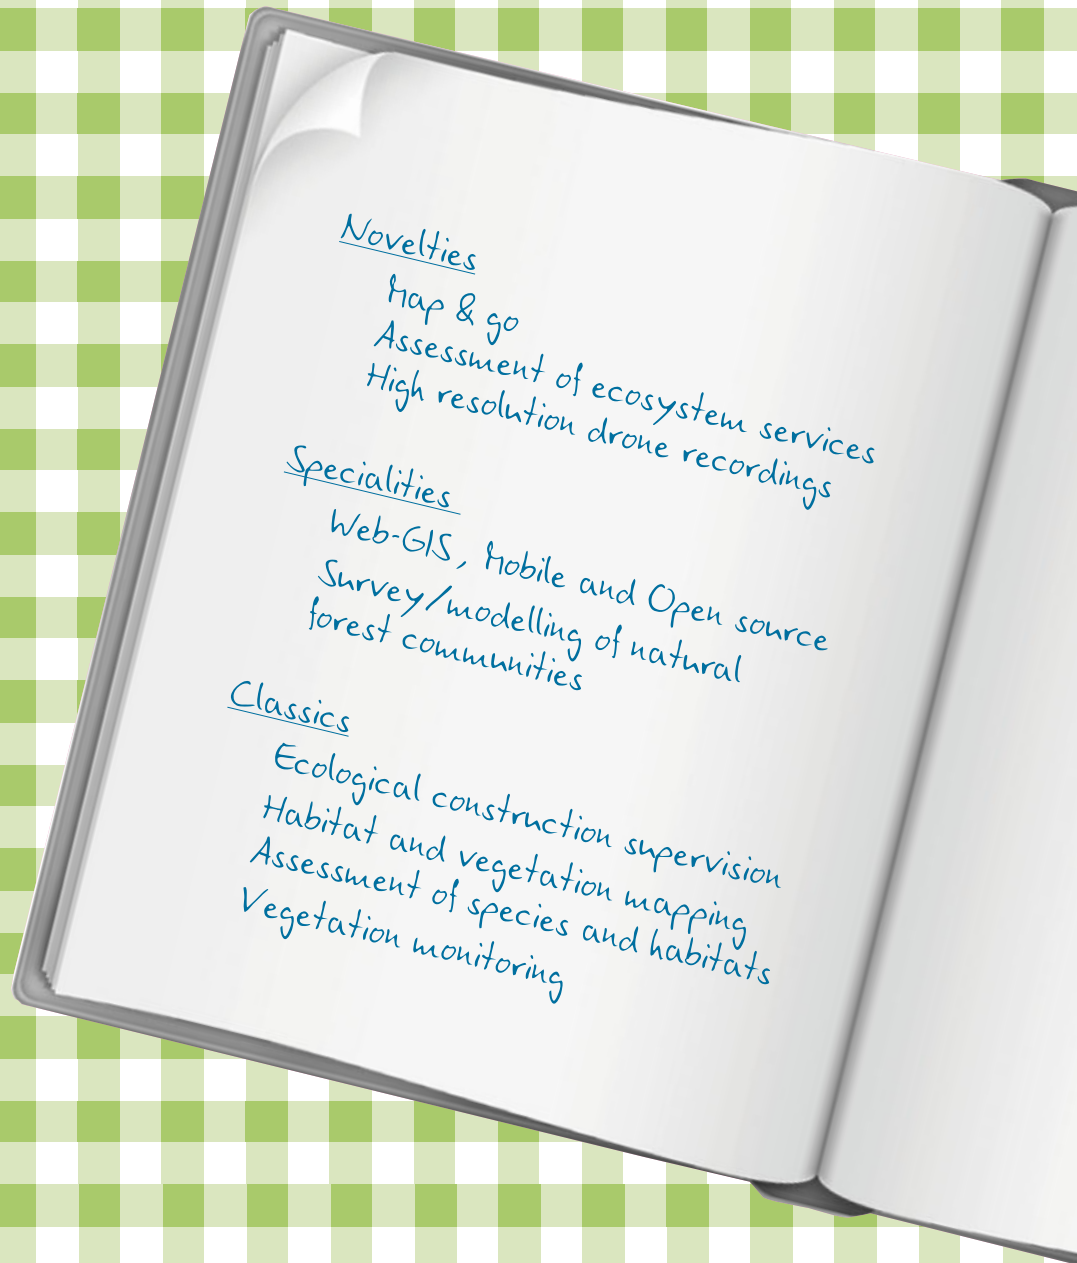 Novelties
Map & go
Assessment of ecosystem services
High resolution drone recordings
Specialities
Web-GIS, Mobile and Open source
Survey/modelling of natural
forest communities
Classics
Ecological construction supervision
Habitat and vegetation mapping
Assessment of species and habitats
Vegetation monitoring